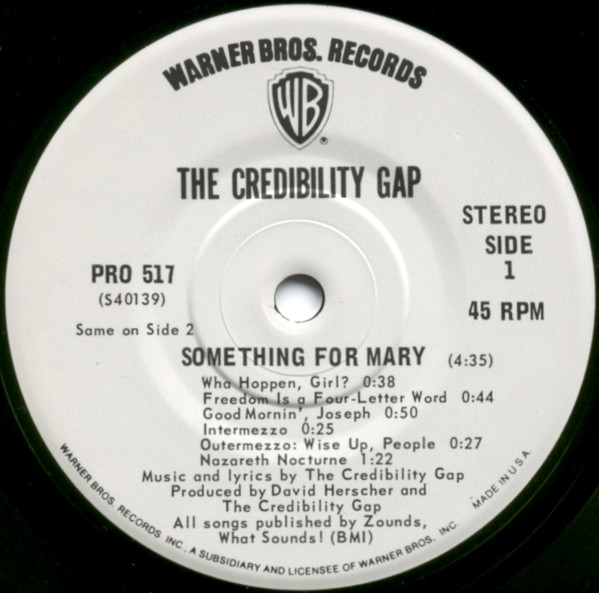 WARNER BROS. RECORDS
WB
®
THE CREDIBILITY GAP
STEREO
SIDE
1
45 RPM
PRO 517
(S40139)
Same on Side 2
SOMETHING FOR MARY (4:35)
Wha Hoppen, Girl? 0:38
Freedom Is a Four-Letter Word 0:44
Good Mornin', Joseph 0:50
Intermezzo 0:25
Outermezzo: Wise Up, People 0:27
Nazareth Nocturne 1:22
Music and lyrics by The Credibility Gap
Produced by David Herscher and
The Credibility Gap
All songs published by Zounds,
What Sounds! (BMI)
WARNER BROS. RECORDS INC., A SUBSIDIARY AND LICENSEE OF WARNER BROS. INC. MADE IN U.S.A.